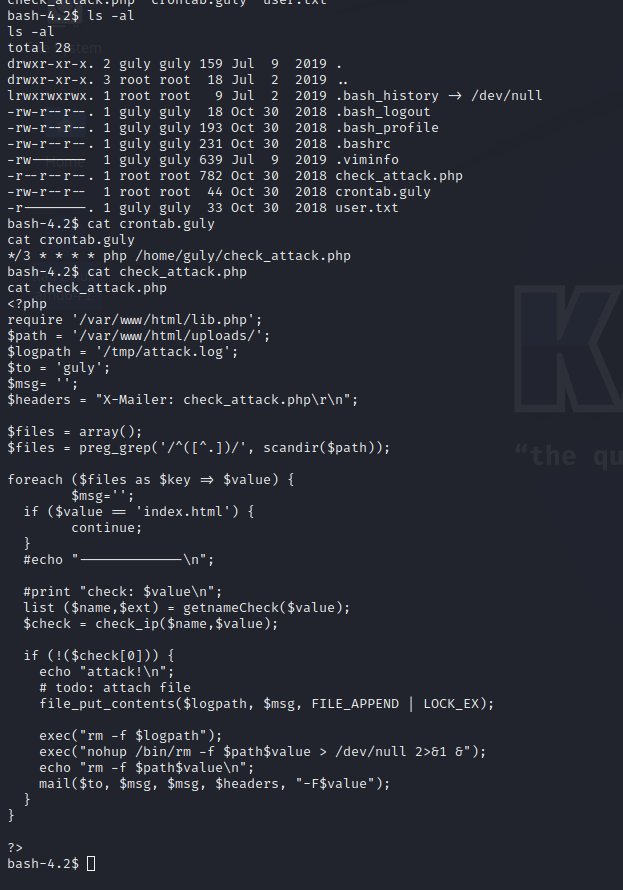 check_attack.php  crontab.guly  user.txt
bash-4.2$ ls -al
ls -al
total 28
drwxr-xr-x. 2 guly guly 159 Jul  9  2019 .
drwxr-xr-x. 3 root root  18 Jul  2  2019 ..
lrwxrwxrwx. 1 root root   9 Jul  2  2019 .bash_history -> /dev/null
-rw-r--r--. 1 guly guly  18 Oct 30  2018 .bash_logout
-rw-r--r--. 1 guly guly 193 Oct 30  2018 .bash_profile
-rw-r--r--. 1 guly guly 231 Oct 30  2018 .bashrc
-rw-------  1 guly guly 639 Jul  9  2019 .viminfo
-r--r--r--. 1 root root 782 Oct 30  2018 check_attack.php
-rw-r--r--  1 root root  44 Oct 30  2018 crontab.guly
-r--------. 1 guly guly  33 Oct 30  2018 user.txt
bash-4.2$ cat crontab.guly
cat crontab.guly
*/3 * * * * php /home/guly/check_attack.php
bash-4.2$ cat check_attack.php
cat check_attack.php
<?php
require '/var/www/html/lib.php';
$path = '/var/www/html/uploads/';
$logpath = '/tmp/attack.log';
$to = 'guly';
$msg= '';
$headers = "X-Mailer: check_attack.php\r\n";

$files = array();
$files = preg_grep('/^([^.])/', scandir($path));

foreach ($files as $key => $value) {
        $msg='';
  if ($value == 'index.html') {
        continue;
  }
  #echo "-------------\n";

  #print "check: $value\n";
  list ($name,$ext) = getnameCheck($value);
  $check = check_ip($name,$value);

  if (!($check[0])) {
    echo "attack!\n";
    # todo: attach file
    file_put_contents($logpath, $msg, FILE_APPEND | LOCK_EX);

    exec("rm -f $logpath");
    exec("nohup /bin/rm -f $path$value > /dev/null 2>&1 &");
    echo "rm -f $path$value\n";
    mail($to, $msg, $msg, $headers, "-F$value");
  }
}

?>
bash-4.2$
K
"the qu